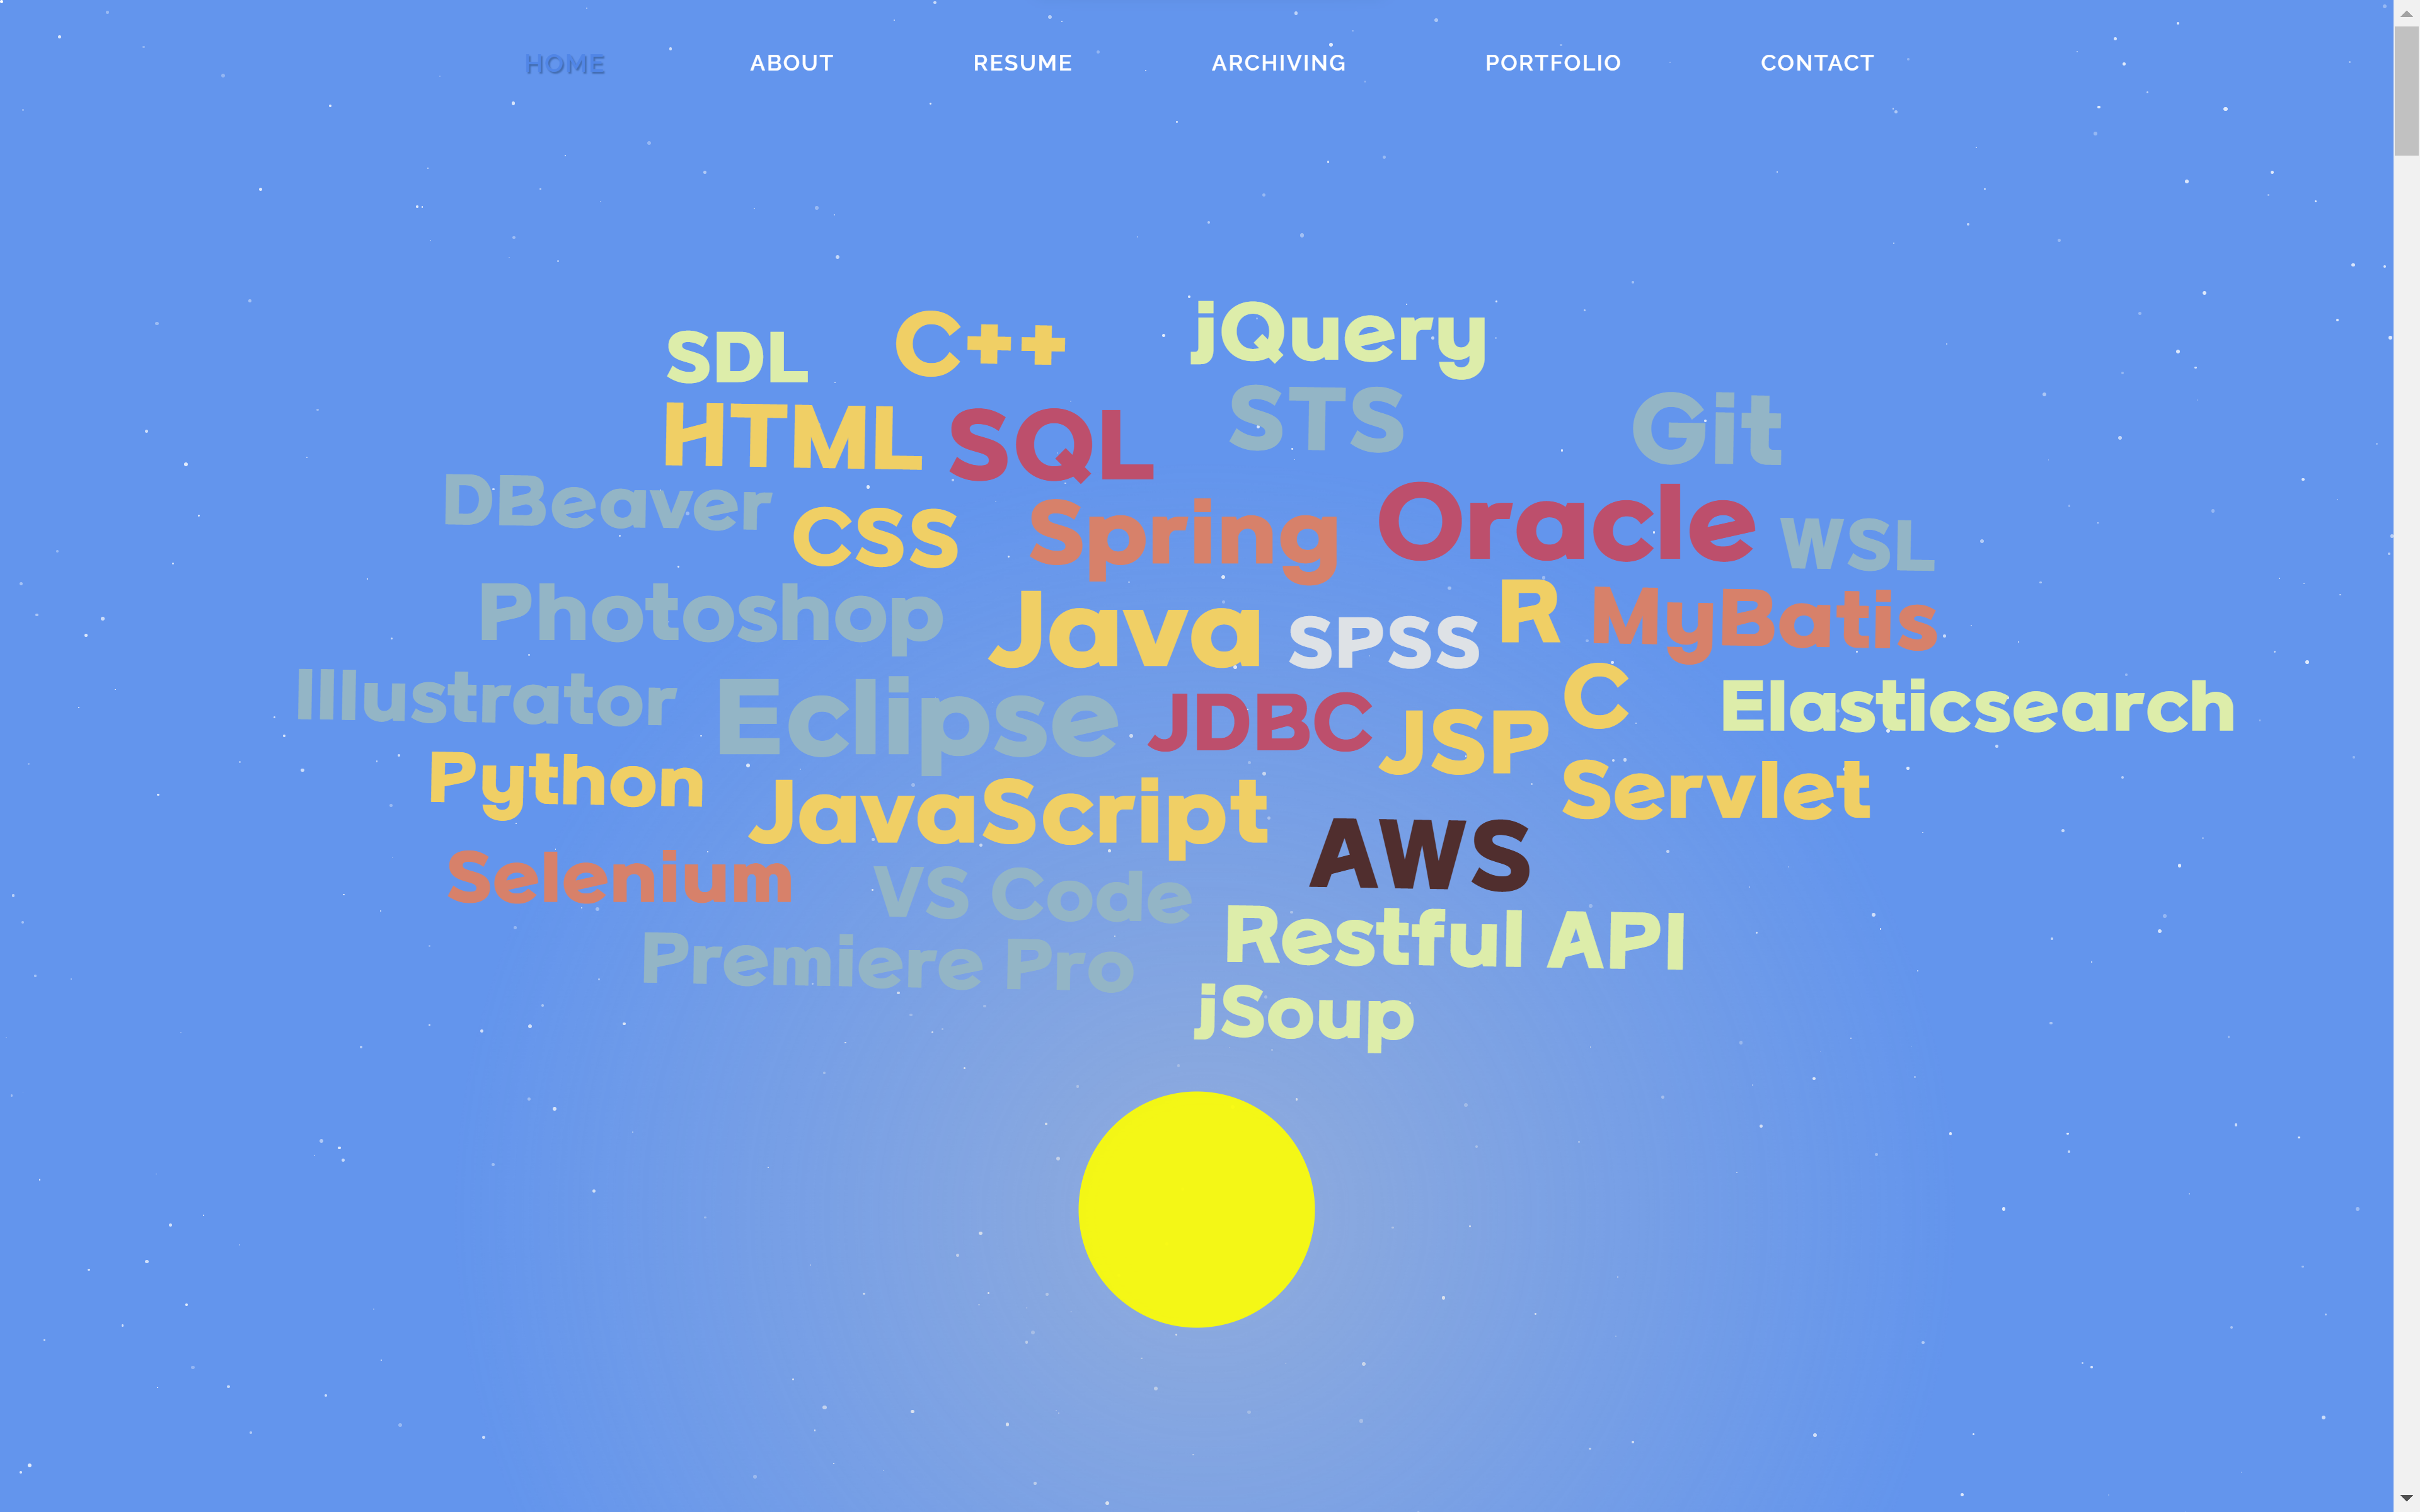 HOME ABOUT RESUME ARCHIVING PORTFOLIO CONTACT
SDL C++ jQuery
HTML SQL STS Git
DBeaver CSS Spring Oracle WSL
Photoshop Java SPSS R MyBatis
Illustrator Eclipse JDBC JSP C Elasticsearch
Python JavaScript Servlet
Selenium VS Code AWS
Premiere Pro Restful API
jSoup